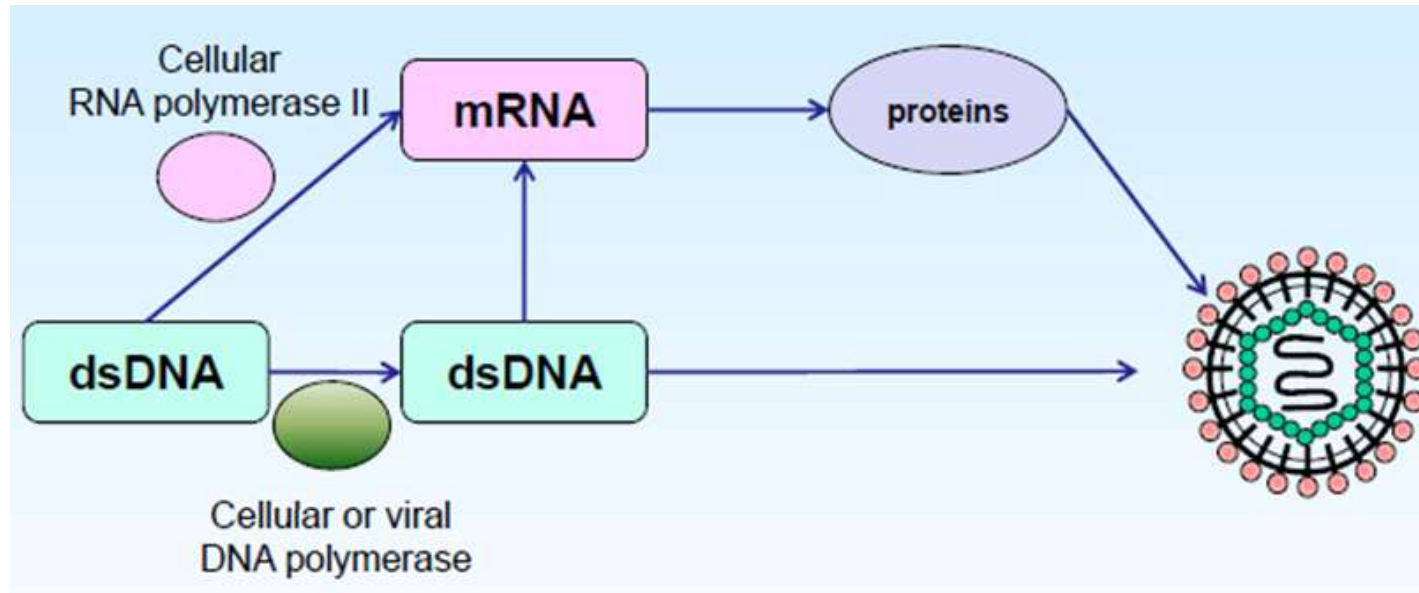 Cellular
RNA polymerase II
mRNA
proteins
dsDNA
dsDNA
Cellular or viral
DNA polymerase